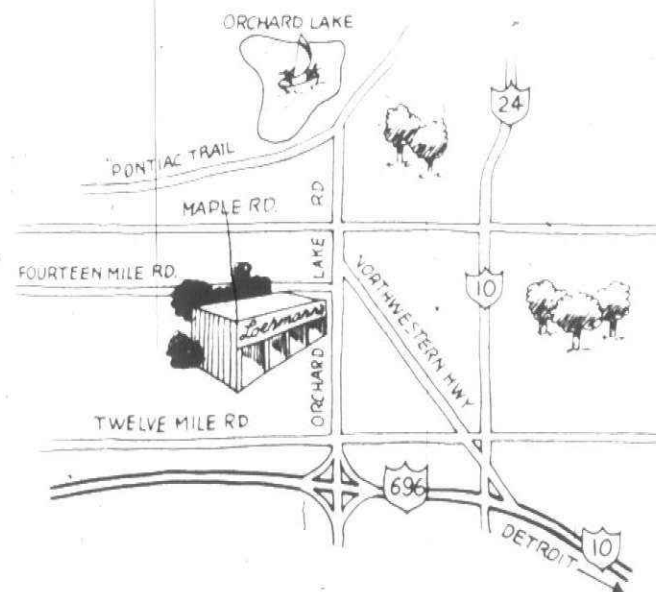 ORCHARD LAKE
24
PONTIAC TRAIL
MAPLE RD.
ORCHARD LAKE RD
FOURTEEN MILE RD.
10
NORTHWESTERN HWY
Loehmann's
TWELVE MILE RD
696
10
DETROIT